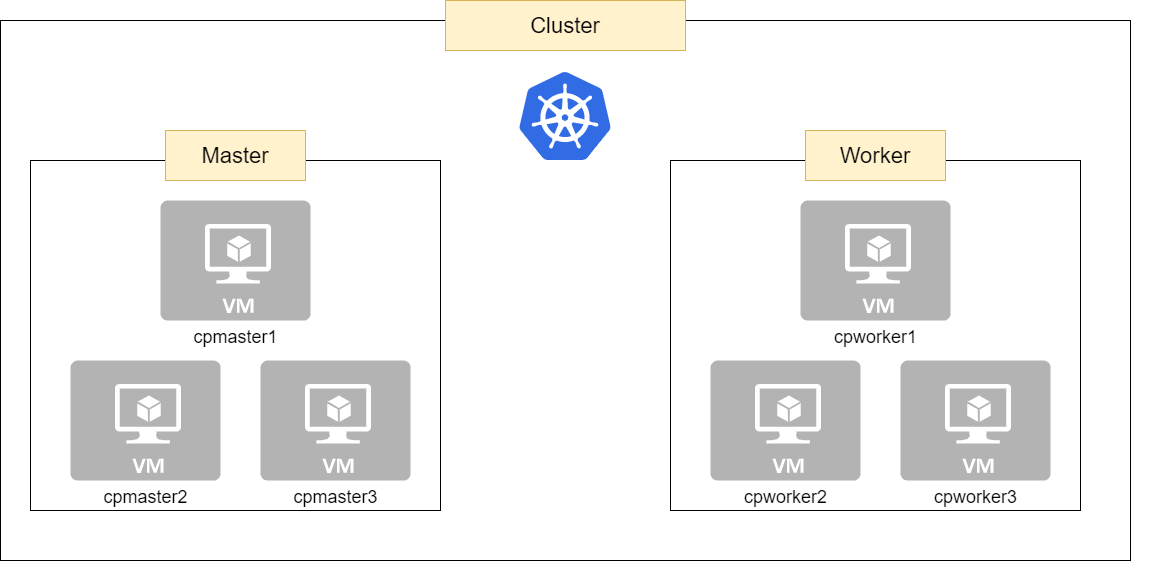 Cluster
Master
Worker
VM
cpmaster1
VM
cpworker1
VM
cpmaster2
VM
cpmaster3
VM
cpworker2
VM
cpworker3